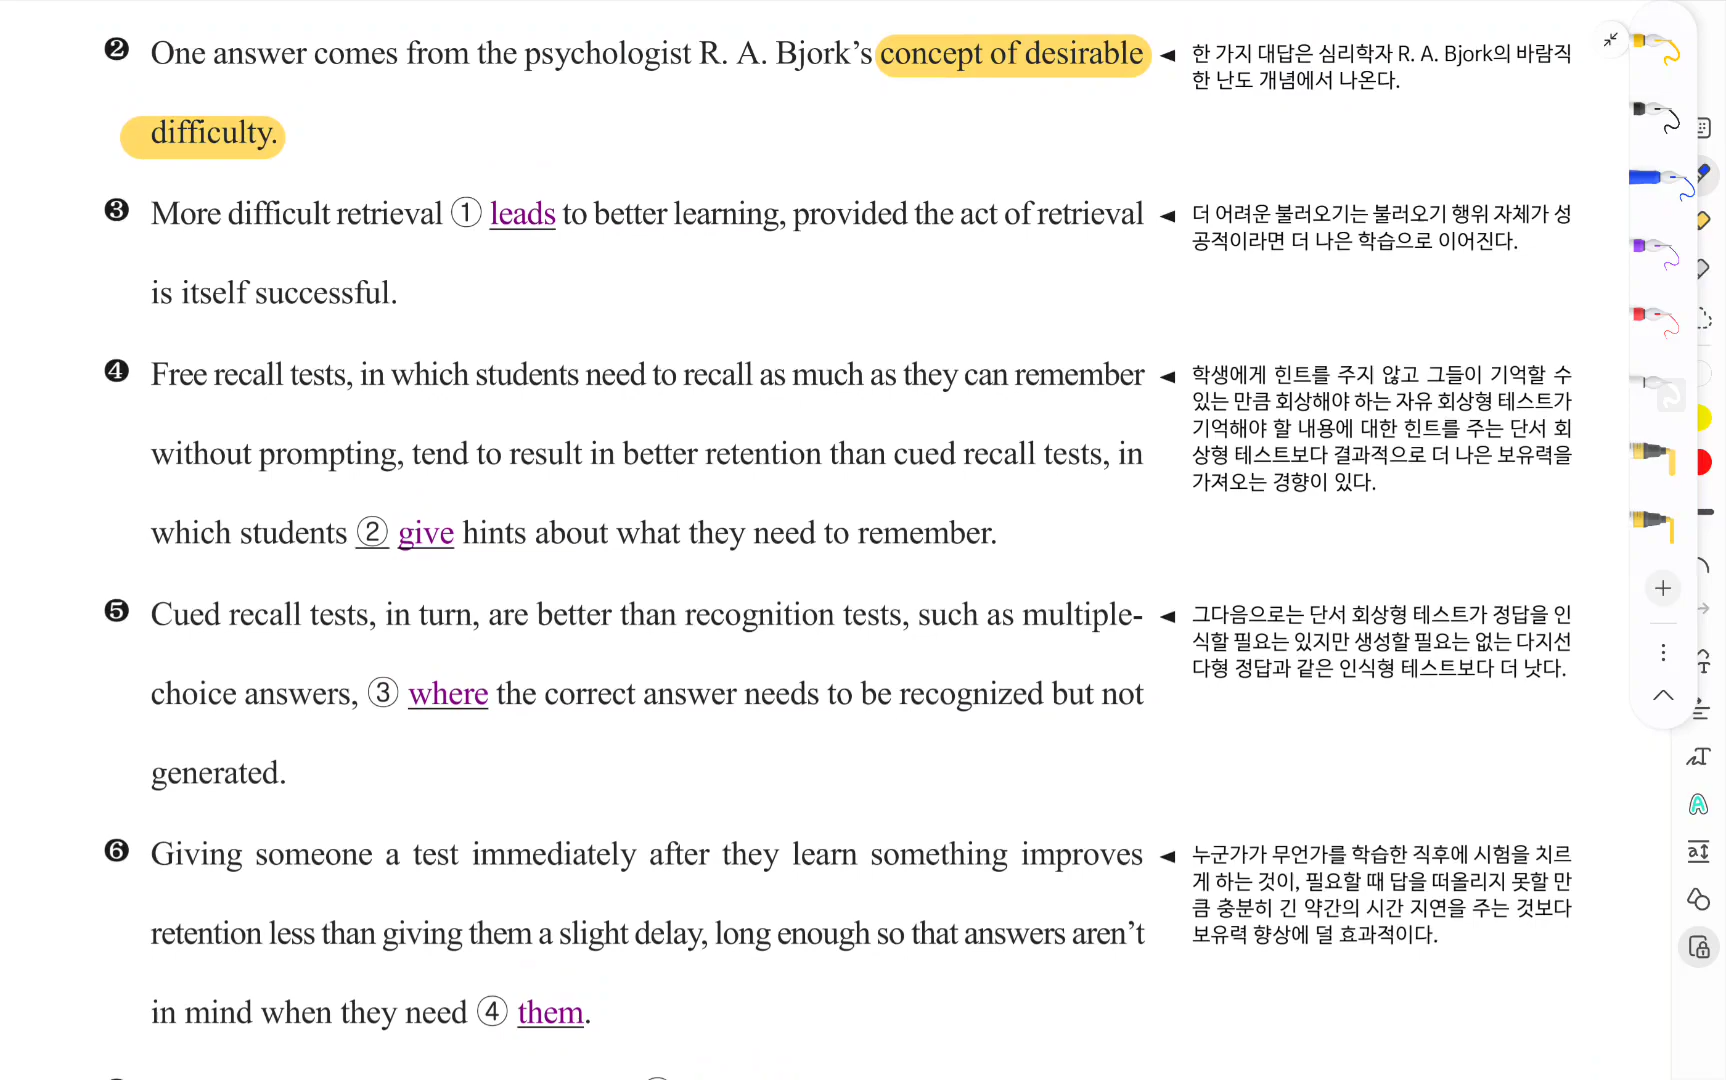 ❷ One answer comes from the psychologist R. A. Bjork's concept of desirable
difficulty.
◄ 한 가지 대답은 심리학자 R. A. Bjork의 바람직
한 난도 개념에서 나온다.
❸ More difficult retrieval ① leads to better learning, provided the act of retrieval
is itself successful.
◄ 더 어려운 불러오기는 불러오기 행위 자체가 성
공적이라면 더 나은 학습으로 이어진다.
❹ Free recall tests, in which students need to recall as much as they can remember
without prompting, tend to result in better retention than cued recall tests, in
which students ② give hints about what they need to remember.
◄ 학생에게 힌트를 주지 않고 그들이 기억할 수
있는 만큼 회상해야 하는 자유 회상형 테스트가
기억해야 할 내용에 대한 힌트를 주는 단서 회
상형 테스트보다 결과적으로 더 나은 보유력을
가져오는 경향이 있다.
❺ Cued recall tests, in turn, are better than recognition tests, such as multiple-
choice answers, ③ where the correct answer needs to be recognized but not
generated.
◄ 그다음으로는 단서 회상형 테스트가 정답을 인
식할 필요는 있지만 생성할 필요는 없는 다지선
다형 정답과 같은 인식형 테스트보다 더 낫다.
❻ Giving someone a test immediately after they learn something improves
retention less than giving them a slight delay, long enough so that answers aren't
in mind when they need ④ them.
◄ 누군가가 무언가를 학습한 직후에 시험을 치르
게 하는 것이, 필요할 때 답을 떠올리지 못할 만
큼 충분히 긴 약간의 시간 지연을 주는 것보다
보유력 향상에 덜 효과적이다.